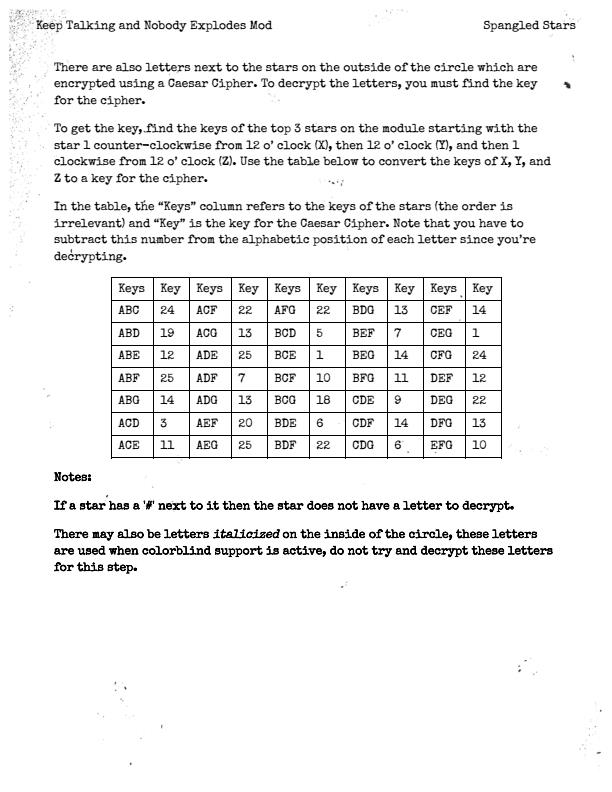 Keep Talking and Nobody Explodes Mod Spangled Stars
There are also letters next to the stars on the outside of the circle which are
encrypted using a Caesar Cipher. To decrypt the letters, you must find the key
for the cipher.
To get the key, find the keys of the top 3 stars on the module starting with the
star 1 counter-clockwise from 12 o' clock (X), then 12 o' clock (Y), and then 1
clockwise from 12 o' clock (Z). Use the table below to convert the keys of X, Y, and
Z to a key for the cipher.
In the table, the "Keys" column refers to the keys of the stars (the order is
irrelevant) and "Key" is the key for the Caesar Cipher. Note that you have to
subtract this number from the alphabetic position of each letter since you're
decrypting.
Keys Key Keys Key Keys Key Keys Key Keys Key
ABC 24 ACF 22 AFG 22 BDG 13 CEF 14
ABD 19 ACG 13 BCD 5 BEF 7 CEG 1
ABE 12 ADE 25 BCE 1 BEG 14 CFG 24
ABF 25 ADF 7 BCF 10 BFG 11 DEF 12
ABG 14 ADG 13 BCG 18 CDE 9 DEG 22
ACD 3 AEF 20 BDE 6 CDF 14 DFG 13
ACE 11 AEG 25 BDF 22 CDG 6 EFG 10
Notes:
If a star has a '#' next to it then the star does not have a letter to decrypt.
There may also be letters italicized on the inside of the circle, these letters
are used when colorblind support is active, do not try and decrypt these letters
for this step.